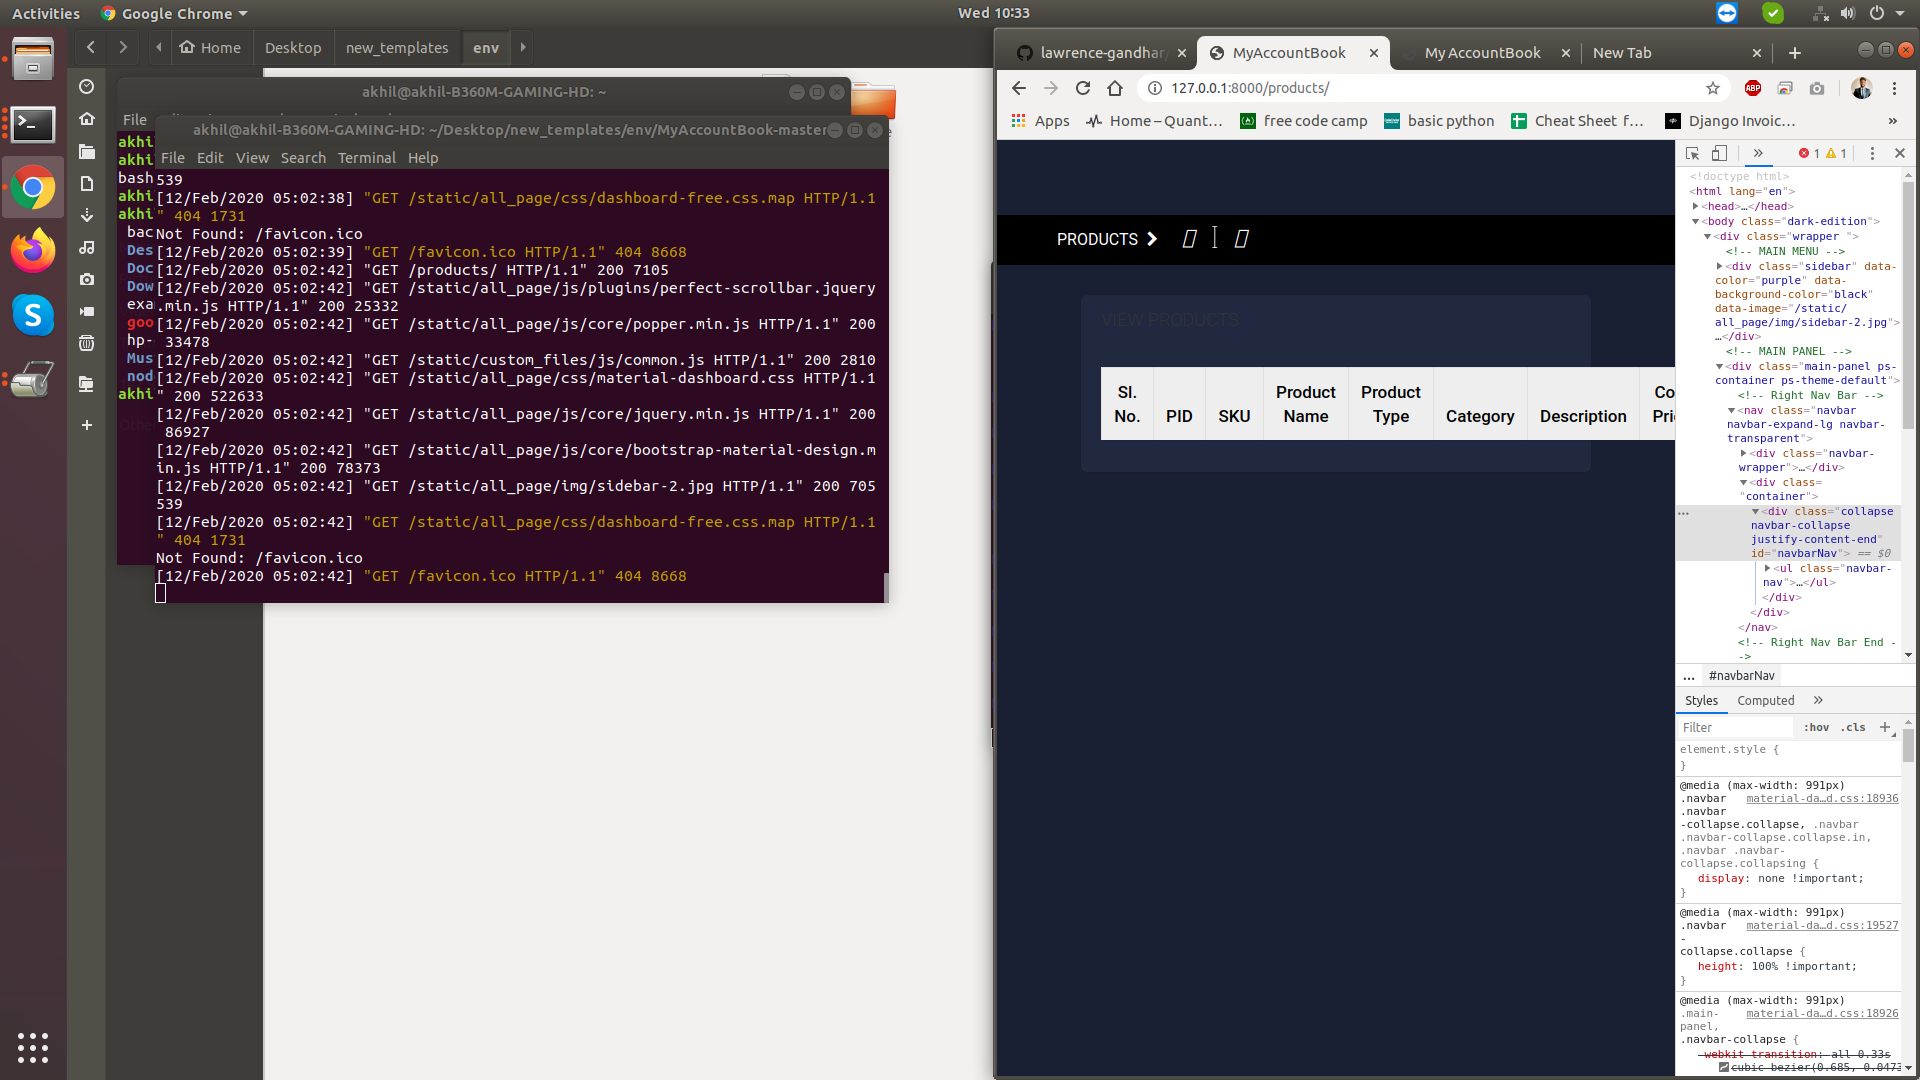 Activities
Google Chrome
Wed 10:33
Home
Desktop
new_templates
env
akhil@akhil-B360M-GAMING-HD: ~
File
akhil@akhil-B360M-GAMING-HD: ~/Desktop/new_templates/env/MyAccountBook-master
File Edit View Search Terminal Help
akhi
akhi
bash
akhi
akhi
bac
Des
Doc
Dow
exa
goo
hp-
Mus
nod
akhi
539
[12/Feb/2020 05:02:38] "GET /static/all_page/css/dashboard-free.css.map HTTP/1.1
" 404 1731
Not Found: /favicon.ico
[12/Feb/2020 05:02:39] "GET /favicon.ico HTTP/1.1" 404 8668
[12/Feb/2020 05:02:42] "GET /products/ HTTP/1.1" 200 7105
[12/Feb/2020 05:02:42] "GET /static/all_page/js/plugins/perfect-scrollbar.jquery
.min.js HTTP/1.1" 200 25332
[12/Feb/2020 05:02:42] "GET /static/all_page/js/core/popper.min.js HTTP/1.1" 200
33478
[12/Feb/2020 05:02:42] "GET /static/custom_files/js/common.js HTTP/1.1" 200 2810
[12/Feb/2020 05:02:42] "GET /static/all_page/css/material-dashboard.css HTTP/1.1
" 200 522633
[12/Feb/2020 05:02:42] "GET /static/all_page/js/core/jquery.min.js HTTP/1.1" 200
86927
[12/Feb/2020 05:02:42] "GET /static/all_page/js/core/bootstrap-material-design.m
in.js HTTP/1.1" 200 78373
[12/Feb/2020 05:02:42] "GET /static/all_page/img/sidebar-2.jpg HTTP/1.1" 200 705
539
[12/Feb/2020 05:02:42] "GET /static/all_page/css/dashboard-free.css.map HTTP/1.1
" 404 1731
Not Found: /favicon.ico
[12/Feb/2020 05:02:42] "GET /favicon.ico HTTP/1.1" 404 8668
lawrence-gandhar
MyAccountBook
My AccountBook
New Tab
127.0.0.1:8000/products/
ABP
Apps
Home – Quant…
free code camp
basic python
Cheat Sheet f…
Django Invoic…
PRODUCTS
VIEW PRODUCTS
Sl. No.
PID
SKU
Product Name
Product Type
Category
Description
Co
Pri
1
1
<!doctype html>
<html lang="en">
<head>…</head>
<body class="dark-edition">
<div class="wrapper ">
<!-- MAIN MENU -->
<div class="sidebar" data-
color="purple" data-
background-color="black"
data-image="/static/
all_page/img/sidebar-2.jpg">
…</div>
<!-- MAIN PANEL -->
<div class="main-panel ps-
container ps-theme-default">
<!-- Right Nav Bar -->
<nav class="navbar
navbar-expand-lg navbar-
transparent">
<div class="navbar-
wrapper">…</div>
<div class=
"container">
<div class="collapse
navbar-collapse
justify-content-end"
id="navbarNav"> == $0
<ul class="navbar-
nav">…</ul>
</div>
</div>
</nav>
<!-- Right Nav Bar End -
->
... #navbarNav
Styles
Computed
Filter
:hov
.cls
element.style {
}
@media (max-width: 991px)
.navbar material-da…d.css:18936
.navbar
-collapse.collapse, .navbar
.navbar-collapse.collapse.in,
.navbar .navbar-
collapse.collapsing {
display: none !important;
}
@media (max-width: 991px)
.navbar material-da…d.css:19527
-
collapse.collapse {
height: 100% !important;
}
@media (max-width: 991px)
.main- material-da…d.css:18926
panel,
.navbar-collapse {
-webkit-transition: all 0.33s
cubic-bezier(0.685, 0.0473